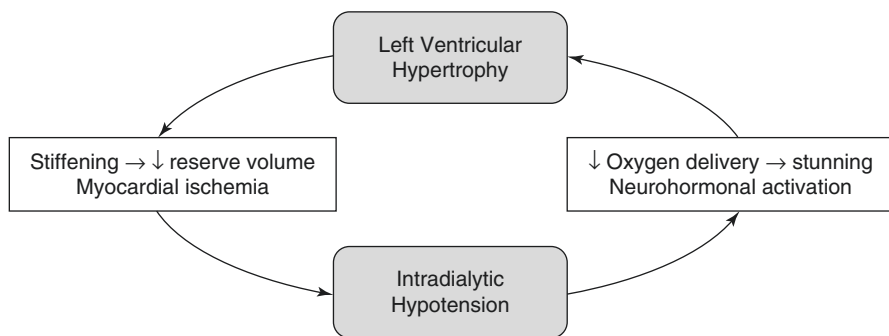 Left Ventricular
Hypertrophy
Stiffening → ↓ reserve volume
Myocardial ischemia
↓ Oxygen delivery → stunning
Neurohormonal activation
Intradialytic
Hypotension